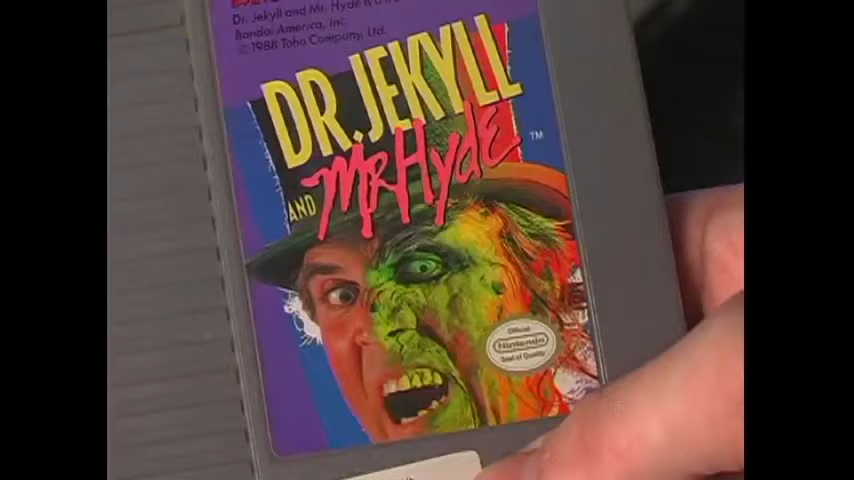 Dr. Jekyll and Mr. Hyde is a
Bandai America, Inc.
© 1988 Toho Company, Ltd.
DR. JEKYLL
AND Mr Hyde
TM
Official
Nintendo
Seal of Quality